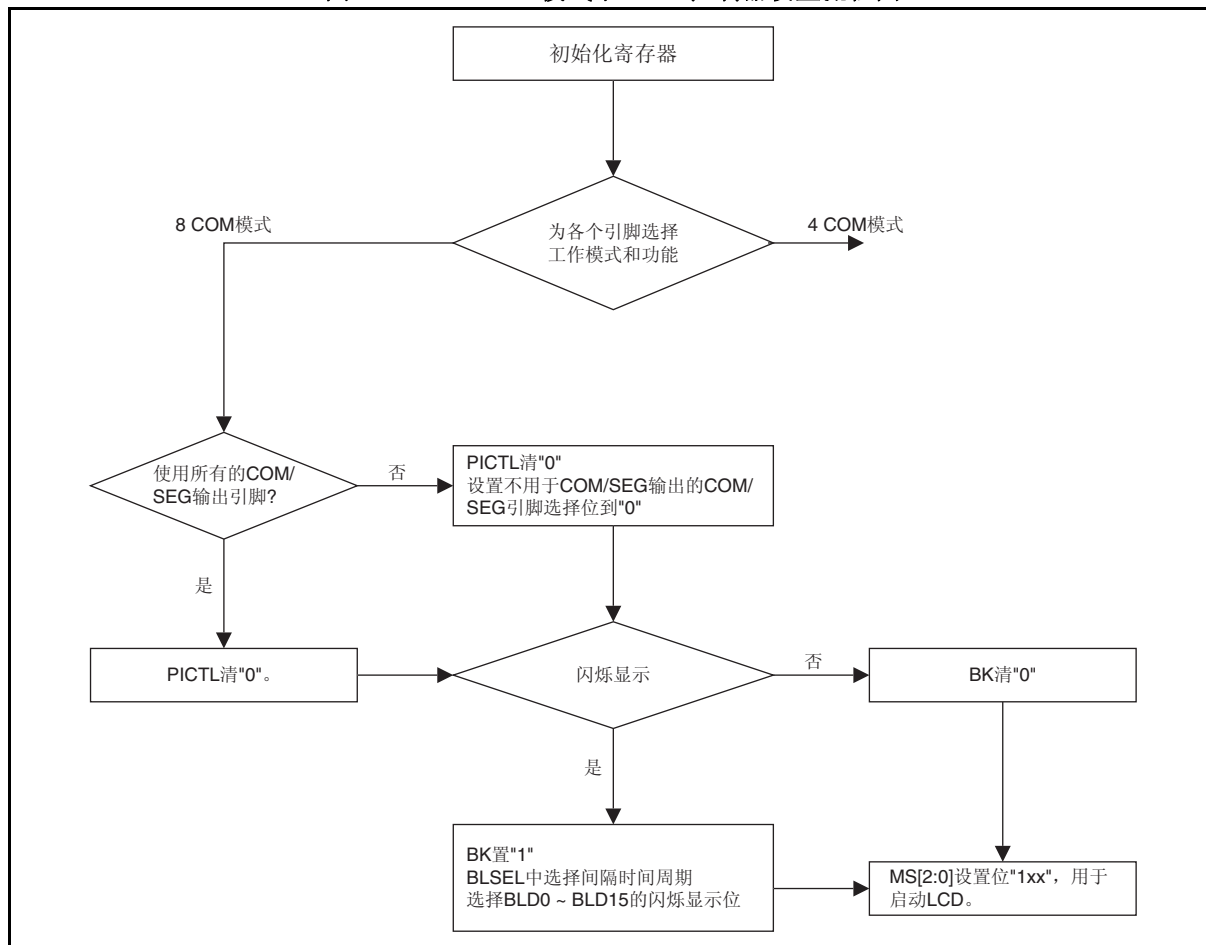 初始化寄存器
为各个引脚选择
工作模式和功能
8 COM模式
4 COM模式
使用所有的COM/
SEG输出引脚?
否
PICTL清"0"
设置不用于COM/SEG输出的COM/
SEG引脚选择位到"0"
是
PICTL清"0"。
闪烁显示
否
BK清"0"
是
BK置"1"
BLSEL中选择间隔时间周期
选择BLD0 ~ BLD15的闪烁显示位
MS[2:0]设置位"1xx"，用于
启动LCD。